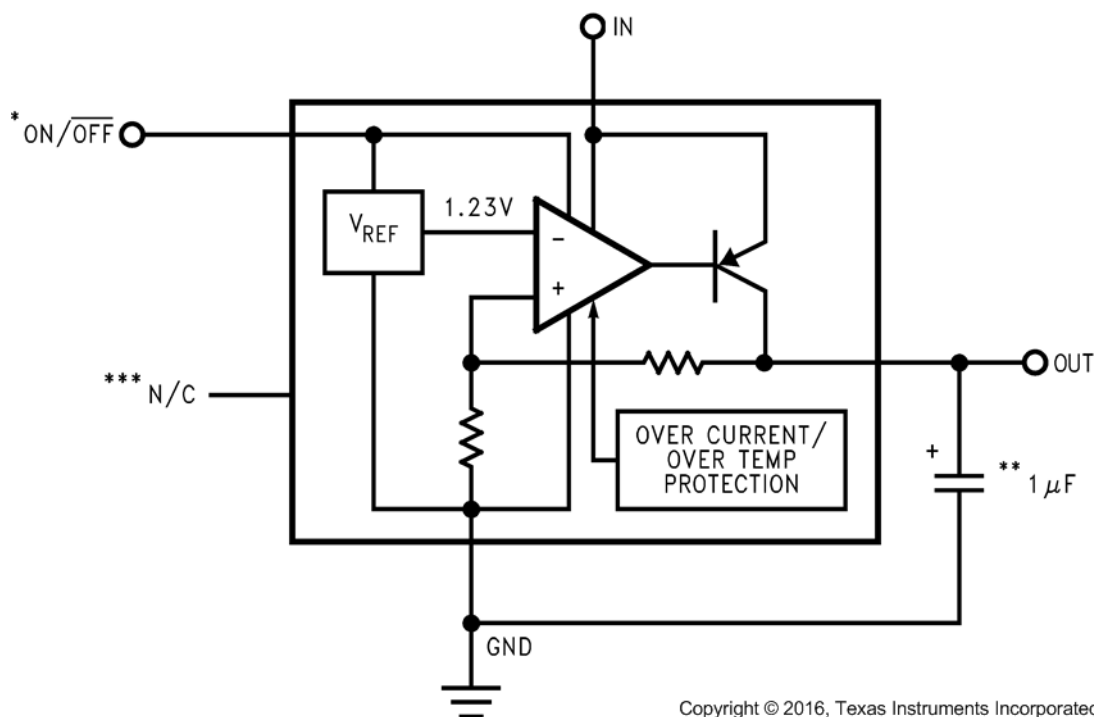 IN
* ON/OFF
1.23V
VREF
−
+
OUT
*** N/C
OVER CURRENT/
OVER TEMP
PROTECTION
+
** 1 μF
GND
Copyright © 2016, Texas Instruments Incorporated